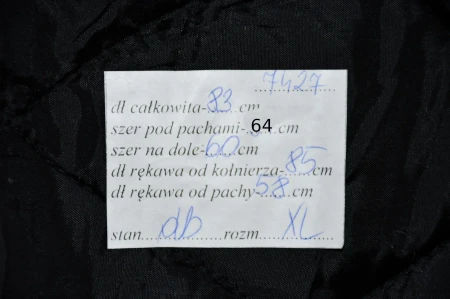 7427
dł całkowita-83 cm
szer pod pachami- 64 cm
szer na dole-60 cm
dł rękawa od kołnierza-85 cm
dł rękawa od pachy-58 cm
stan db rozm. XL